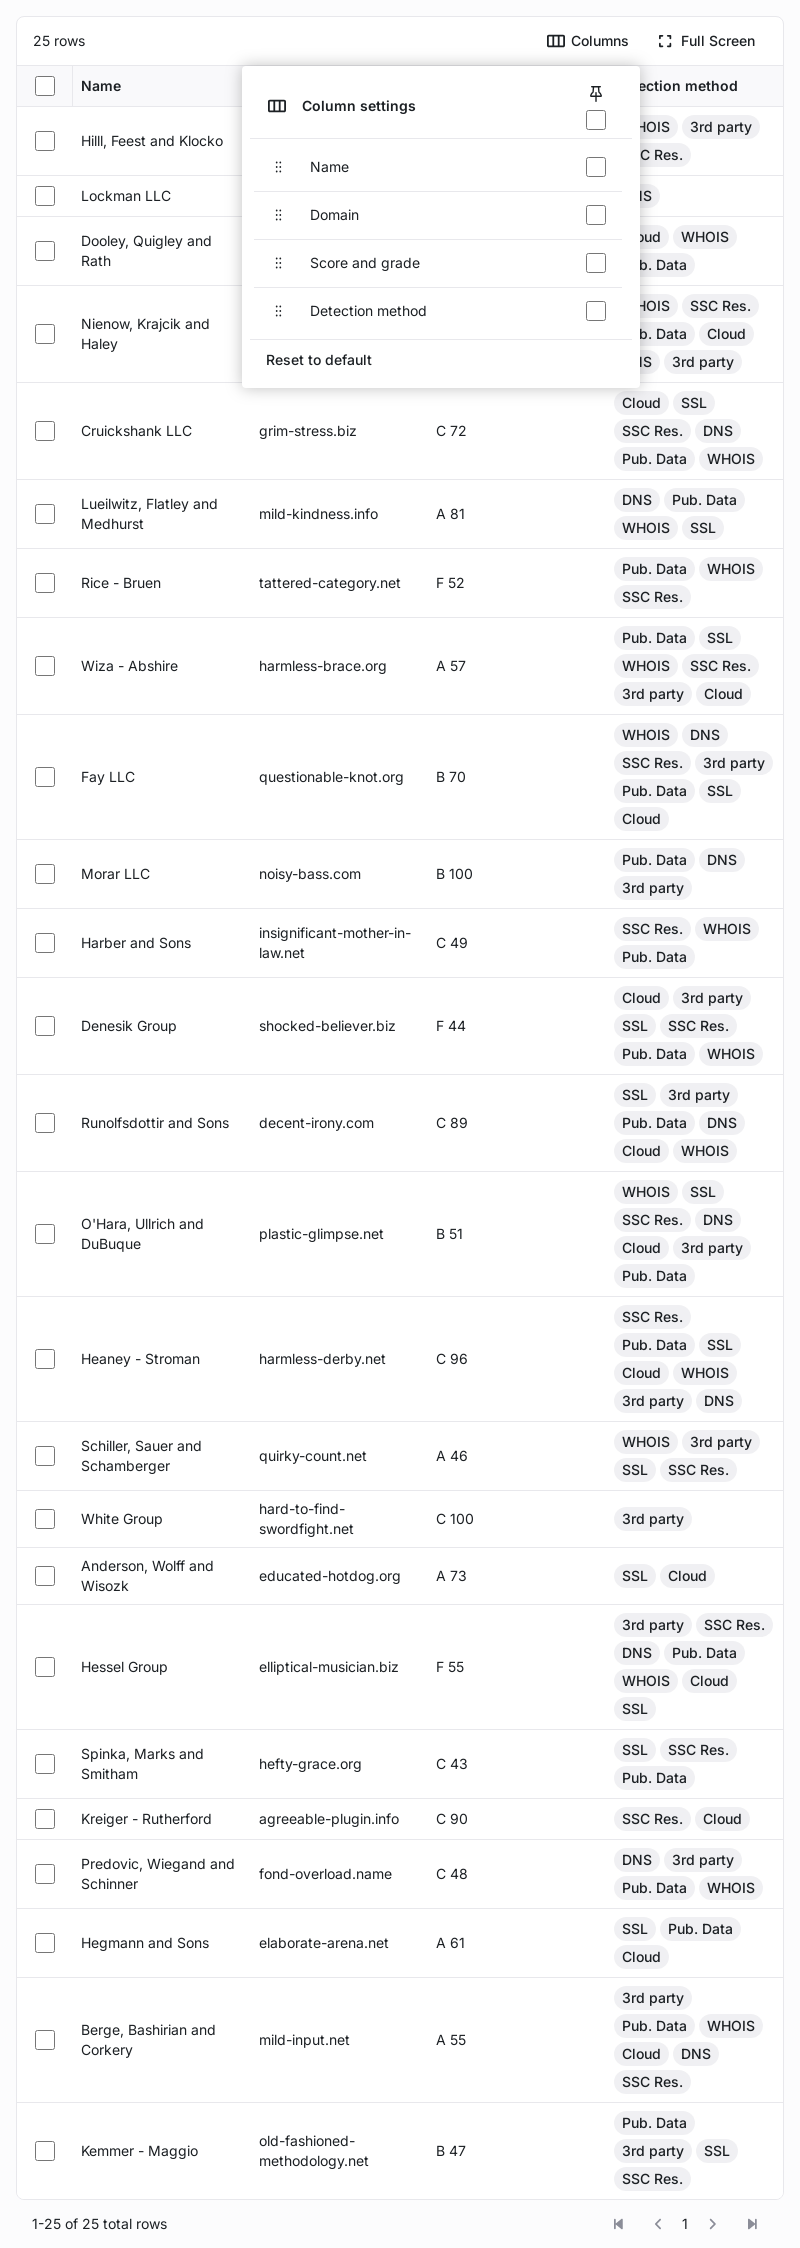 25 rows Columns Full Screen
Name ection method
Column settings
Hilll, Feest and Klocko HOIS 3rd party
C Res.
Name
Lockman LLC IS
Domain
Dooley, Quigley and Rath oud WHOIS
b. Data
Score and grade
Nienow, Krajcik and Haley HOIS SSC Res.
Detection method
b. Data Cloud
IS 3rd party
Reset to default
Cruickshank LLC grim-stress.biz C 72 Cloud SSL
SSC Res. DNS
Pub. Data WHOIS
Lueilwitz, Flatley and
Medhurst mild-kindness.info A 81 DNS Pub. Data
WHOIS SSL
Rice - Bruen tattered-category.net F 52 Pub. Data WHOIS
SSC Res.
Wiza - Abshire harmless-brace.org A 57 Pub. Data SSL
WHOIS SSC Res.
3rd party Cloud
Fay LLC questionable-knot.org B 70 WHOIS DNS
SSC Res. 3rd party
Pub. Data SSL
Cloud
Morar LLC noisy-bass.com B 100 Pub. Data DNS
3rd party
Harber and Sons insignificant-mother-in-
law.net C 49 SSC Res. WHOIS
Pub. Data
Denesik Group shocked-believer.biz F 44 Cloud 3rd party
SSL SSC Res.
Pub. Data WHOIS
Runolfsdottir and Sons decent-irony.com C 89 SSL 3rd party
Pub. Data DNS
Cloud WHOIS
O'Hara, Ullrich and
DuBuque plastic-glimpse.net B 51 WHOIS SSL
SSC Res. DNS
Cloud 3rd party
Pub. Data
Heaney - Stroman harmless-derby.net C 96 SSC Res.
Pub. Data SSL
Cloud WHOIS
3rd party DNS
Schiller, Sauer and
Schamberger quirky-count.net A 46 WHOIS 3rd party
SSL SSC Res.
White Group hard-to-find-
swordfight.net C 100 3rd party
Anderson, Wolff and
Wisozk educated-hotdog.org A 73 SSL Cloud
Hessel Group elliptical-musician.biz F 55 3rd party SSC Res.
DNS Pub. Data
WHOIS Cloud
SSL
Spinka, Marks and
Smitham hefty-grace.org C 43 SSL SSC Res.
Pub. Data
Kreiger - Rutherford agreeable-plugin.info C 90 SSC Res. Cloud
Predovic, Wiegand and
Schinner fond-overload.name C 48 DNS 3rd party
Pub. Data WHOIS
Hegmann and Sons elaborate-arena.net A 61 SSL Pub. Data
Cloud
Berge, Bashirian and
Corkery mild-input.net A 55 3rd party
Pub. Data WHOIS
Cloud DNS
SSC Res.
Kemmer - Maggio old-fashioned-
methodology.net B 47 Pub. Data
3rd party SSL
SSC Res.
1-25 of 25 total rows 1